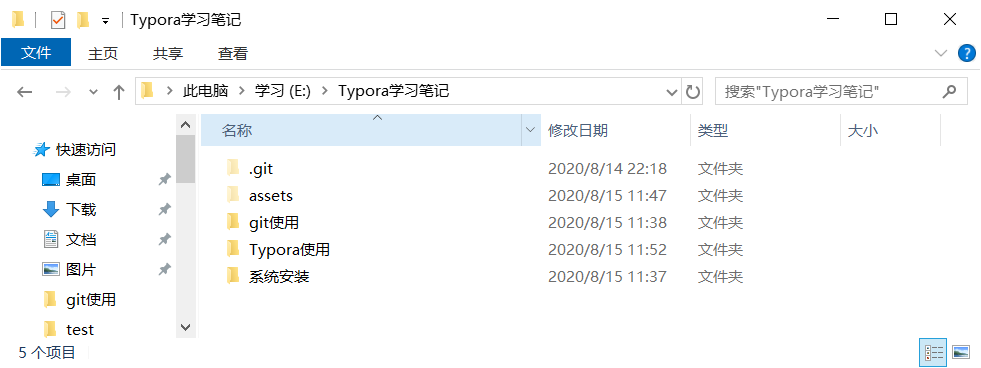 Typora学习笔记
文件 主页 共享 查看
此电脑 学习 (E:) Typora学习笔记 搜索"Typora学习笔记"
名称 修改日期 类型 大小
快速访问
桌面
下载
文档
图片
git使用
test
.git 2020/8/14 22:18 文件夹
assets 2020/8/15 11:47 文件夹
git使用 2020/8/15 11:38 文件夹
Typora使用 2020/8/15 11:52 文件夹
系统安装 2020/8/15 11:37 文件夹
5 个项目